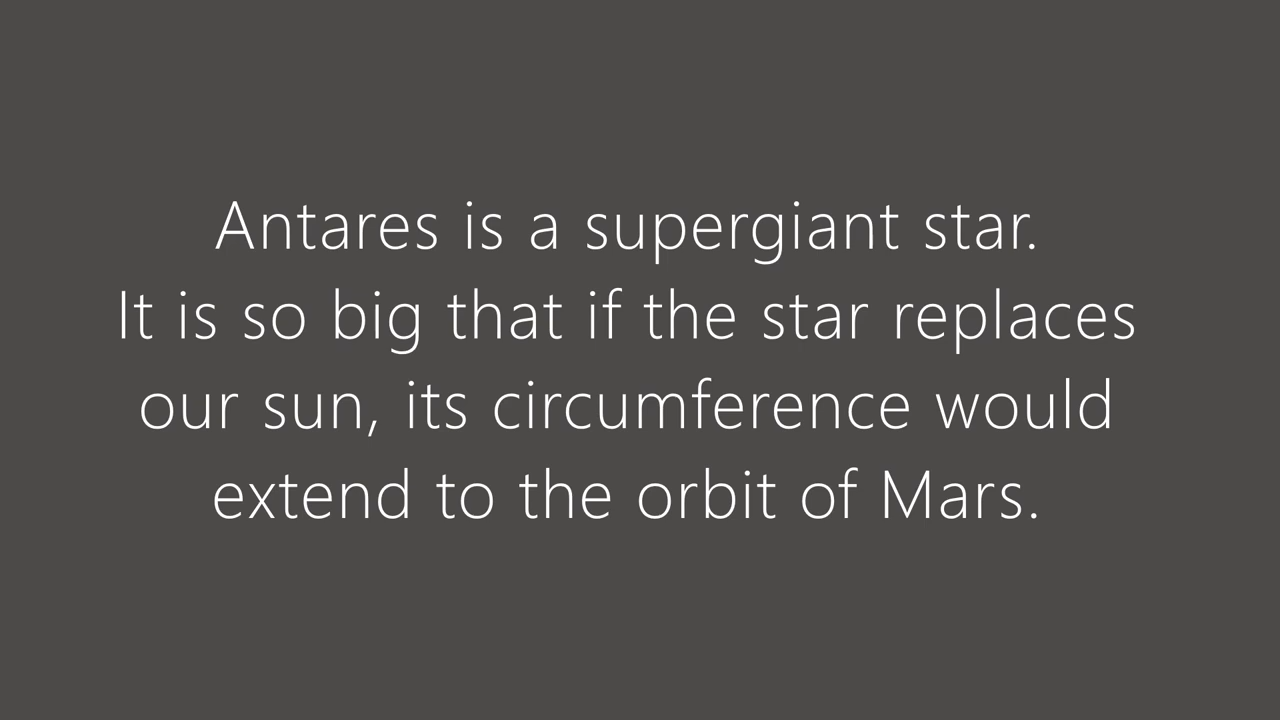 Antares is a supergiant star.
It is so big that if the star replaces
our sun, its circumference would
extend to the orbit of Mars.